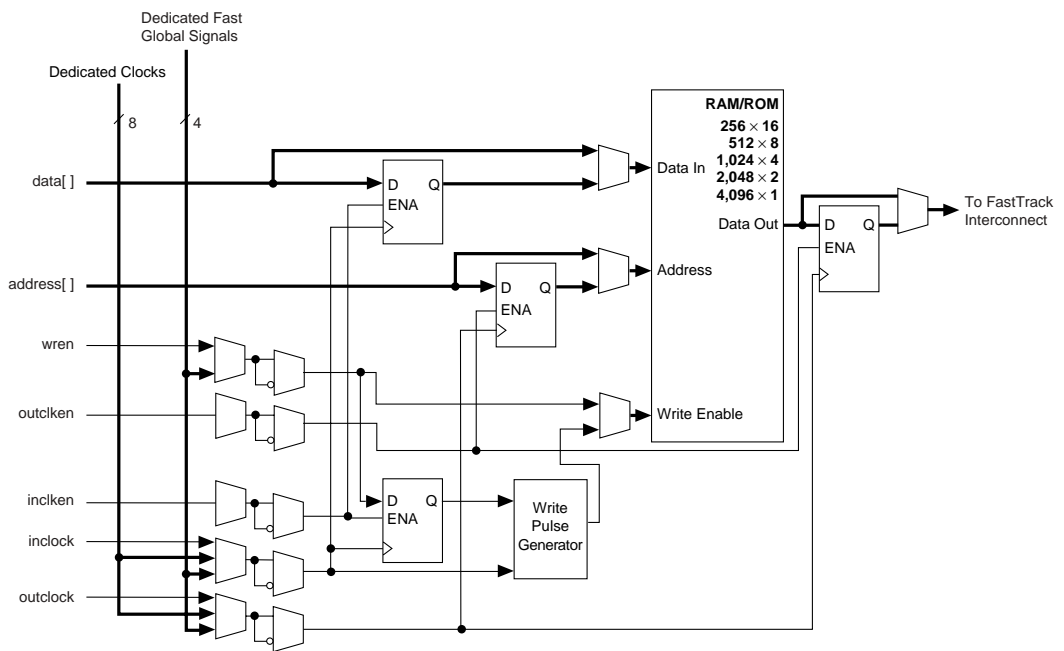 Dedicated Fast
Global Signals
Dedicated Clocks
8
4
RAM/ROM
256 × 16
512 × 8
1,024 × 4
2,048 × 2
4,096 × 1
data[ ]
D Q
ENA
Data In
Data Out
D Q
ENA
To FastTrack
Interconnect
address[ ]
D Q
ENA
Address
wren
outclken
Write Enable
inclken
D Q
ENA
Write
Pulse
Generator
inclock
outclock